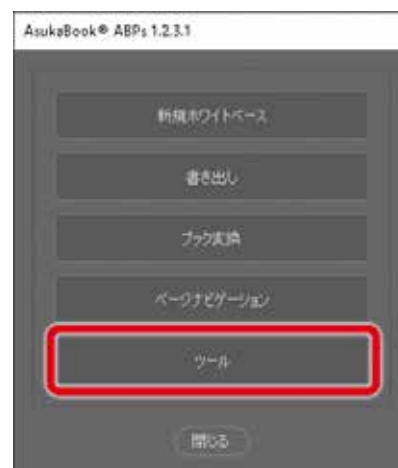 AsukaBook® ABPs 1.2.3.1
新規ホワイトベース
書き出し
ブック変換
ページナビゲーション
ツール
閉じる